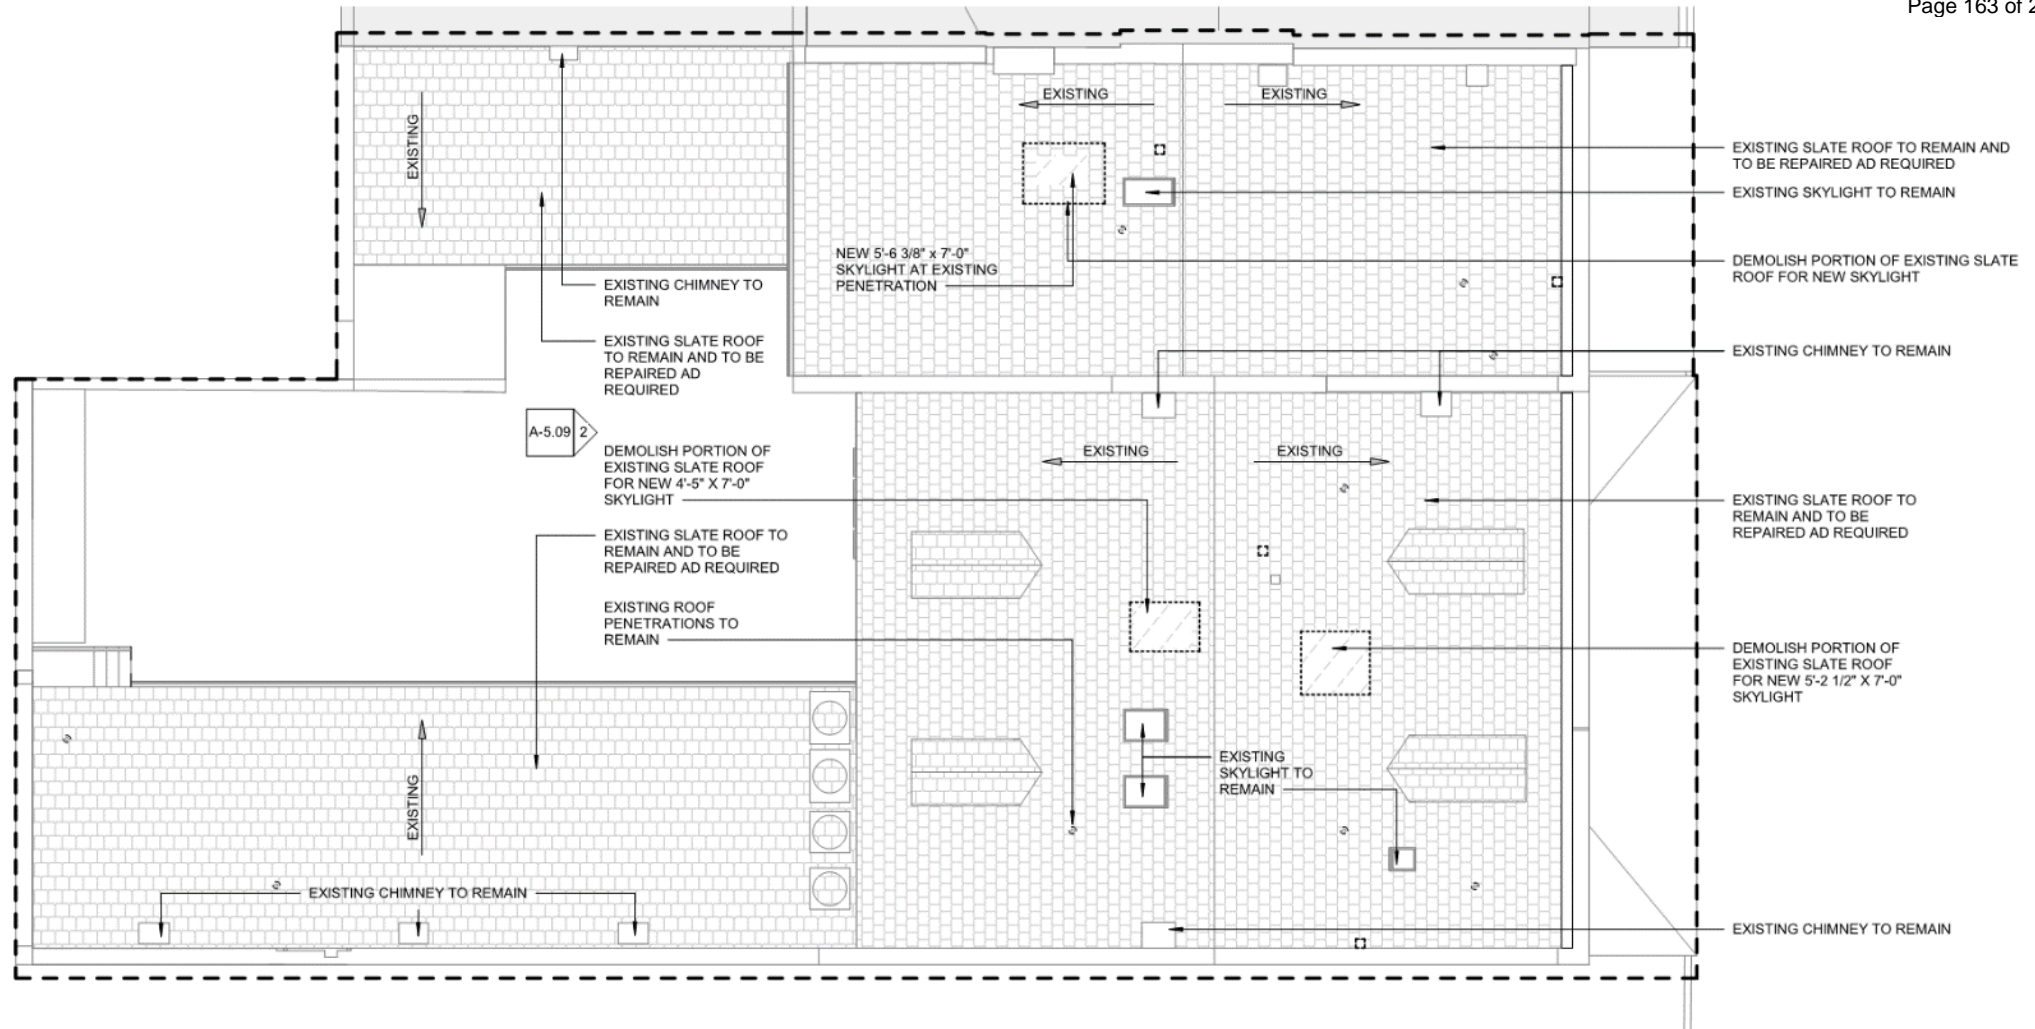 Page 163 of 2
EXISTING
EXISTING
EXISTING
EXISTING SLATE ROOF TO REMAIN AND
TO BE REPAIRED AD REQUIRED
EXISTING SKYLIGHT TO REMAIN
NEW 5'-6 3/8" x 7'-0"
SKYLIGHT AT EXISTING
PENETRATION
DEMOLISH PORTION OF EXISTING SLATE
ROOF FOR NEW SKYLIGHT
EXISTING CHIMNEY TO
REMAIN
EXISTING SLATE ROOF
TO REMAIN AND TO BE
REPAIRED AD
REQUIRED
EXISTING CHIMNEY TO REMAIN
A-5.09
2
DEMOLISH PORTION OF
EXISTING SLATE ROOF
FOR NEW 4'-5" X 7'-0"
SKYLIGHT
EXISTING
EXISTING
EXISTING SLATE ROOF TO
REMAIN AND TO BE
REPAIRED AD REQUIRED
EXISTING SLATE ROOF TO
REMAIN AND TO BE
REPAIRED AD REQUIRED
EXISTING ROOF
PENETRATIONS TO
REMAIN
DEMOLISH PORTION OF
EXISTING SLATE ROOF
FOR NEW 5'-2 1/2" X 7'-0"
SKYLIGHT
EXISTING
EXISTING
SKYLIGHT TO
REMAIN
EXISTING CHIMNEY TO REMAIN
EXISTING CHIMNEY TO REMAIN